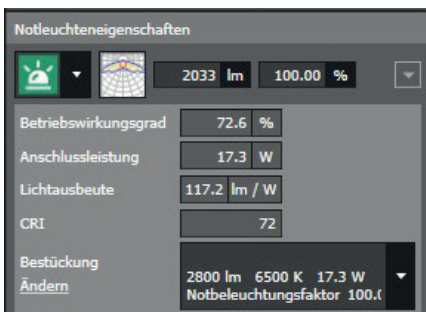 Notleuchteneigenschaften
2033 lm 100.00 %
Betriebswirkungsgrad 72.6 %
Anschlussleistung 17.3 W
Lichtausbeute 117.2 lm / W
CRI 72
Bestückung
Ändern
2800 lm 6500 K 17.3 W
Notbeleuchtungsfaktor 100.(